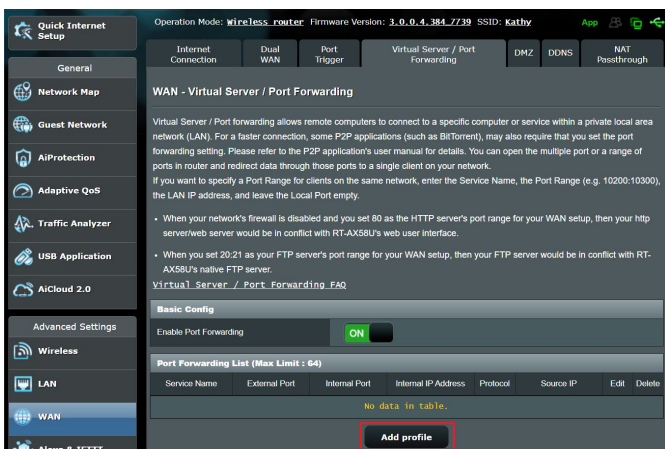 Quick Internet
Setup
Operation Mode: Wireless router Firmware Version: 3.0.0.4.384_7739 SSID: Kathy
App
Internet
Connection
Dual
WAN
Port
Trigger
Virtual Server / Port
Forwarding
DMZ
DDNS
NAT
Passthrough
General
Network Map
Guest Network
AiProtection
Adaptive QoS
Traffic Analyzer
USB Application
AiCloud 2.0
Advanced Settings
Wireless
LAN
WAN
WAN - Virtual Server / Port Forwarding
Virtual Server / Port forwarding allows remote computers to connect to a specific computer or service within a private local area
network (LAN). For a faster connection, some P2P applications (such as BitTorrent), may also require that you set the port
forwarding setting. Please refer to the P2P application's user manual for details. You can open the multiple port or a range of
ports in router and redirect data through those ports to a single client on your network.
If you want to specify a Port Range for clients on the same network, enter the Service Name, the Port Range (e.g. 10200:10300),
the LAN IP address, and leave the Local Port empty.
• When your network's firewall is disabled and you set 80 as the HTTP server's port range for your WAN setup, then your http
server/web server would be in conflict with RT-AX58U's web user interface.
• When you set 20:21 as your FTP server's port range for your WAN setup, then your FTP server would be in conflict with RT-
AX58U's native FTP server.
Virtual Server / Port Forwarding FAQ
Basic Config
Enable Port Forwarding
ON
Port Forwarding List (Max Limit : 64)
Service Name
External Port
Internal Port
Internal IP Address
Protocol
Source IP
Edit
Delete
No data in table.
Add profile